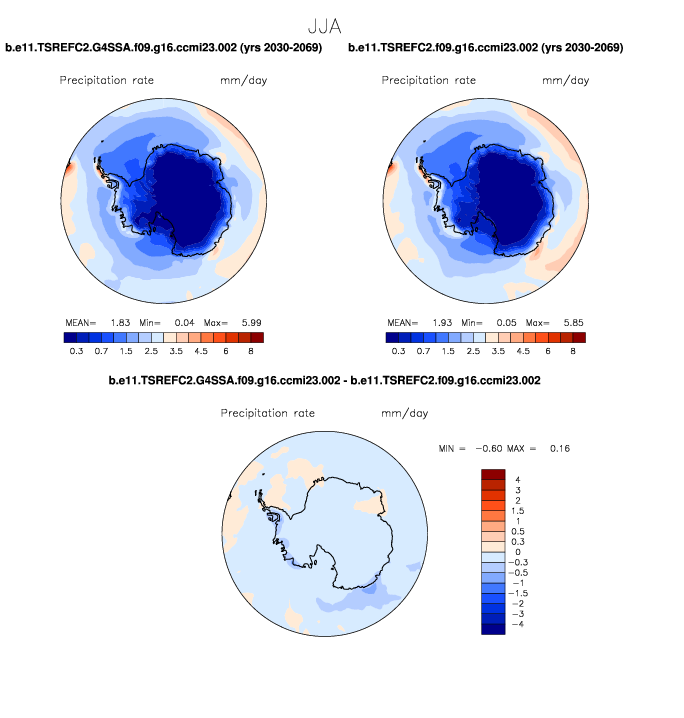 JJA
b.e11.TSREFC2.G4SSA.f09.g16.ccmi23.002 (yrs 2030-2069) b.e11.TSREFC2.f09.g16.ccmi23.002 (yrs 2030-2069)
Precipitation rate mm/day Precipitation rate mm/day
MEAN= 1.83 Min= 0.04 Max= 5.99 MEAN= 1.93 Min= 0.05 Max= 5.85
0.3 0.7 1.5 2.5 3.5 4.5 6 8 0.3 0.7 1.5 2.5 3.5 4.5 6 8
b.e11.TSREFC2.G4SSA.f09.g16.ccmi23.002 - b.e11.TSREFC2.f09.g16.ccmi23.002
Precipitation rate mm/day
MIN = -0.60 MAX = 0.16
4
3
2
1.5
1
0.5
0.3
0
-0.3
-0.5
-1
-1.5
-2
-3
-4